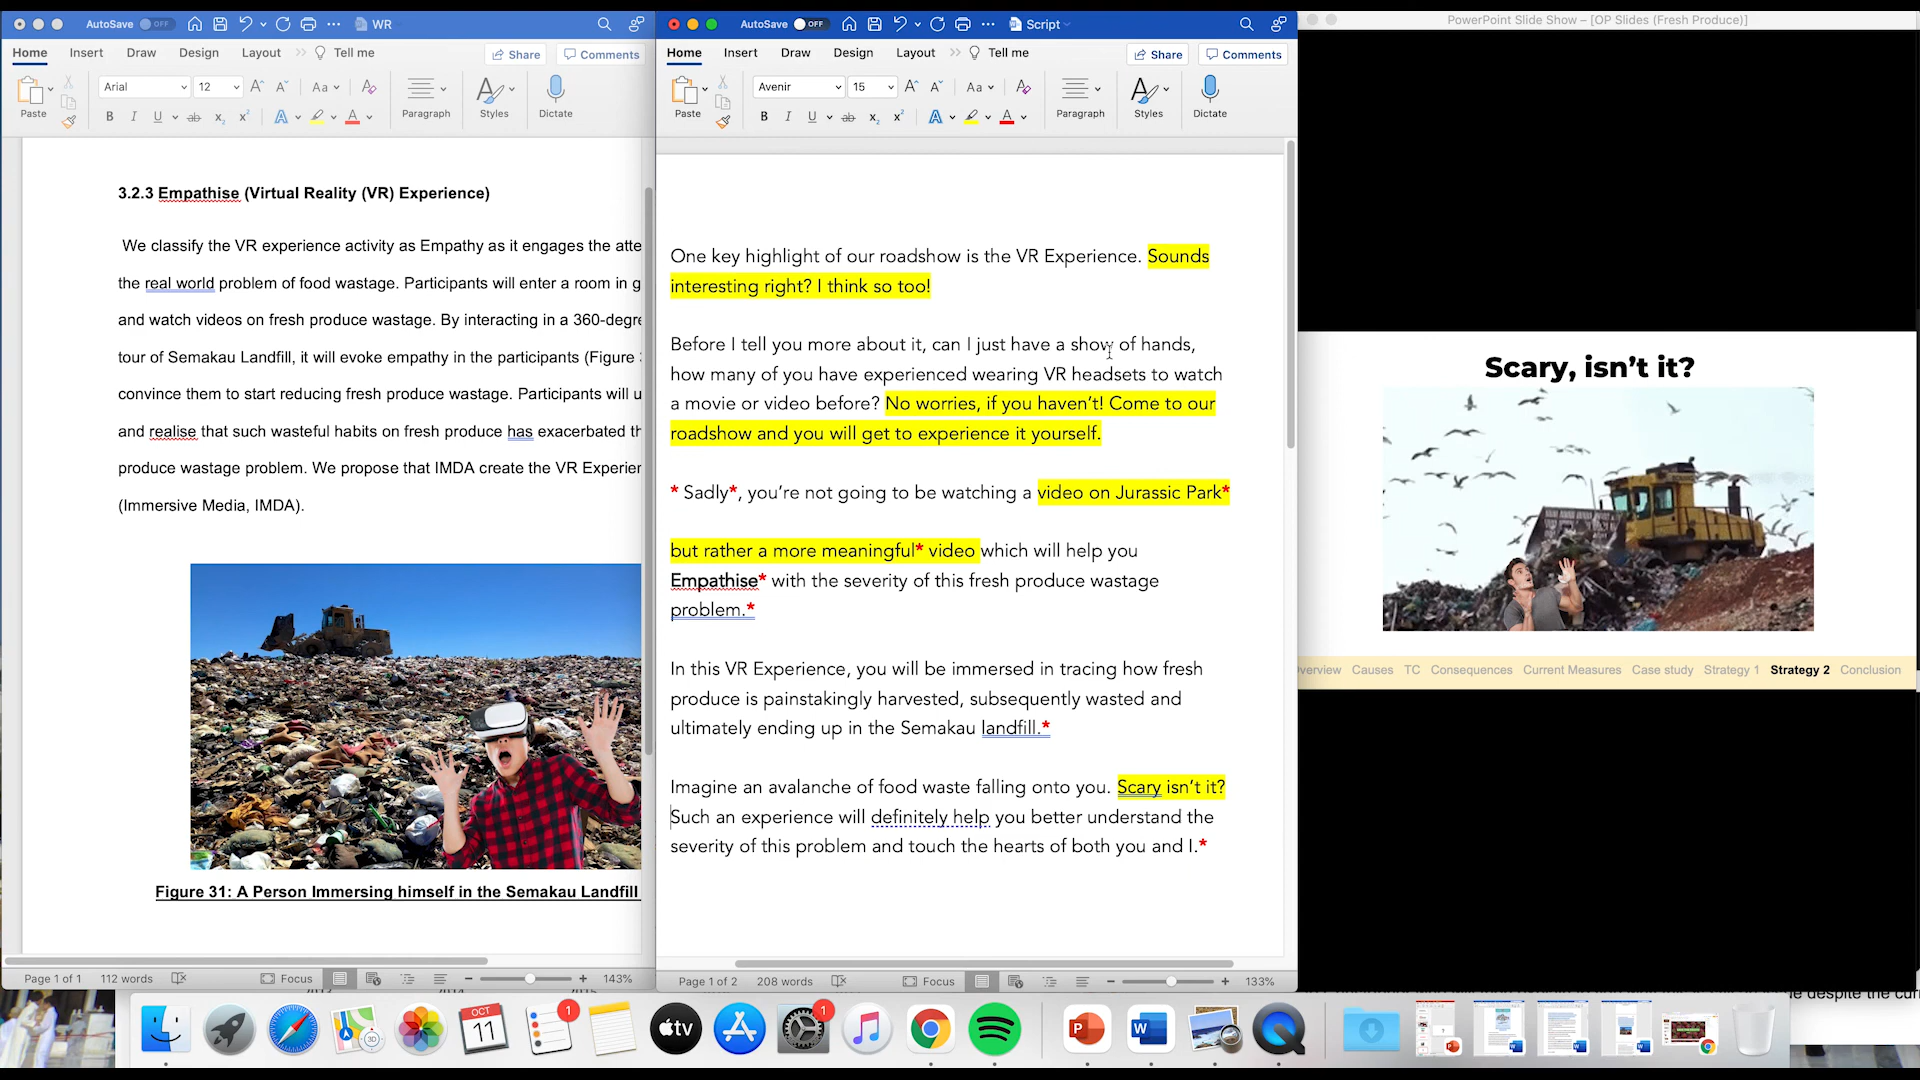 AutoSave OFF WR
Home Insert Draw Design Layout Tell me Share Comments
Arial 12 Aa
Paste Paragraph Styles Dictate
3.2.3 Empathise (Virtual Reality (VR) Experience)
We classify the VR experience activity as Empathy as it engages the atte
the real world problem of food wastage. Participants will enter a room in g
and watch videos on fresh produce wastage. By interacting in a 360-degre
tour of Semakau Landfill, it will evoke empathy in the participants (Figure
convince them to start reducing fresh produce wastage. Participants will u
and realise that such wasteful habits on fresh produce has exacerbated th
produce wastage problem. We propose that IMDA create the VR Experien
(Immersive Media, IMDA).
Figure 31: A Person Immersing himself in the Semakau Landfill
Page 1 of 1 112 words Focus 143%
AutoSave OFF Script
Home Insert Draw Design Layout Tell me Share Comments
Avenir 15 Aa
Paste Paragraph Styles Dictate
One key highlight of our roadshow is the VR Experience. Sounds
interesting right? I think so too!
Before I tell you more about it, can I just have a show of hands,
how many of you have experienced wearing VR headsets to watch
a movie or video before? No worries, if you haven't! Come to our
roadshow and you will get to experience it yourself.
* Sadly*, you're not going to be watching a video on Jurassic Park*
but rather a more meaningful* video which will help you
Empathise* with the severity of this fresh produce wastage
problem.*
In this VR Experience, you will be immersed in tracing how fresh
produce is painstakingly harvested, subsequently wasted and
ultimately ending up in the Semakau landfill.*
Imagine an avalanche of food waste falling onto you. Scary isn't it?
Such an experience will definitely help you better understand the
severity of this problem and touch the hearts of both you and I.*
Page 1 of 2 208 words Focus 133%
PowerPoint Slide Show – [OP Slides (Fresh Produce)]
Scary, isn't it?
verview Causes TC Consequences Current Measures Case study Strategy 1 Strategy 2 Conclusion
e despite the curr
OCT
11
1
tv
1
3D
P
W